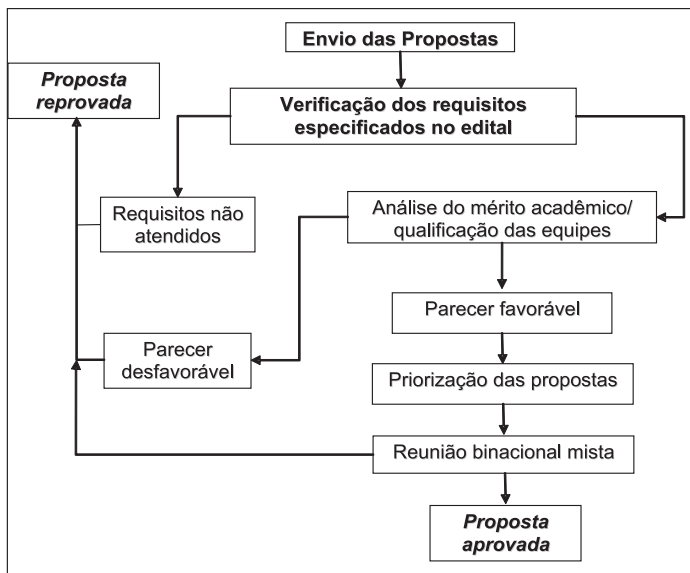 Envio das Propostas
Proposta
reprovada
Verificação dos requisitos
especificados no edital
Requisitos não
atendidos
Análise do mérito acadêmico/
qualificação das equipes
Parecer favorável
Parecer
desfavorável
Priorização das propostas
Reunião binacional mista
Proposta
aprovada